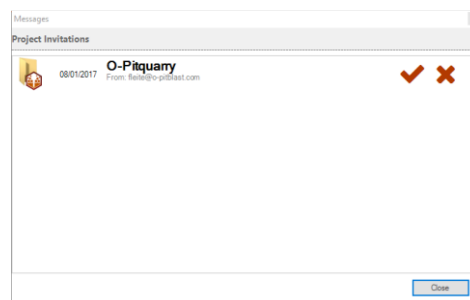 Messages
Project Invitations
O-Pitquarry
08/01/2017
From: fleite@o-pitblast.com
Close